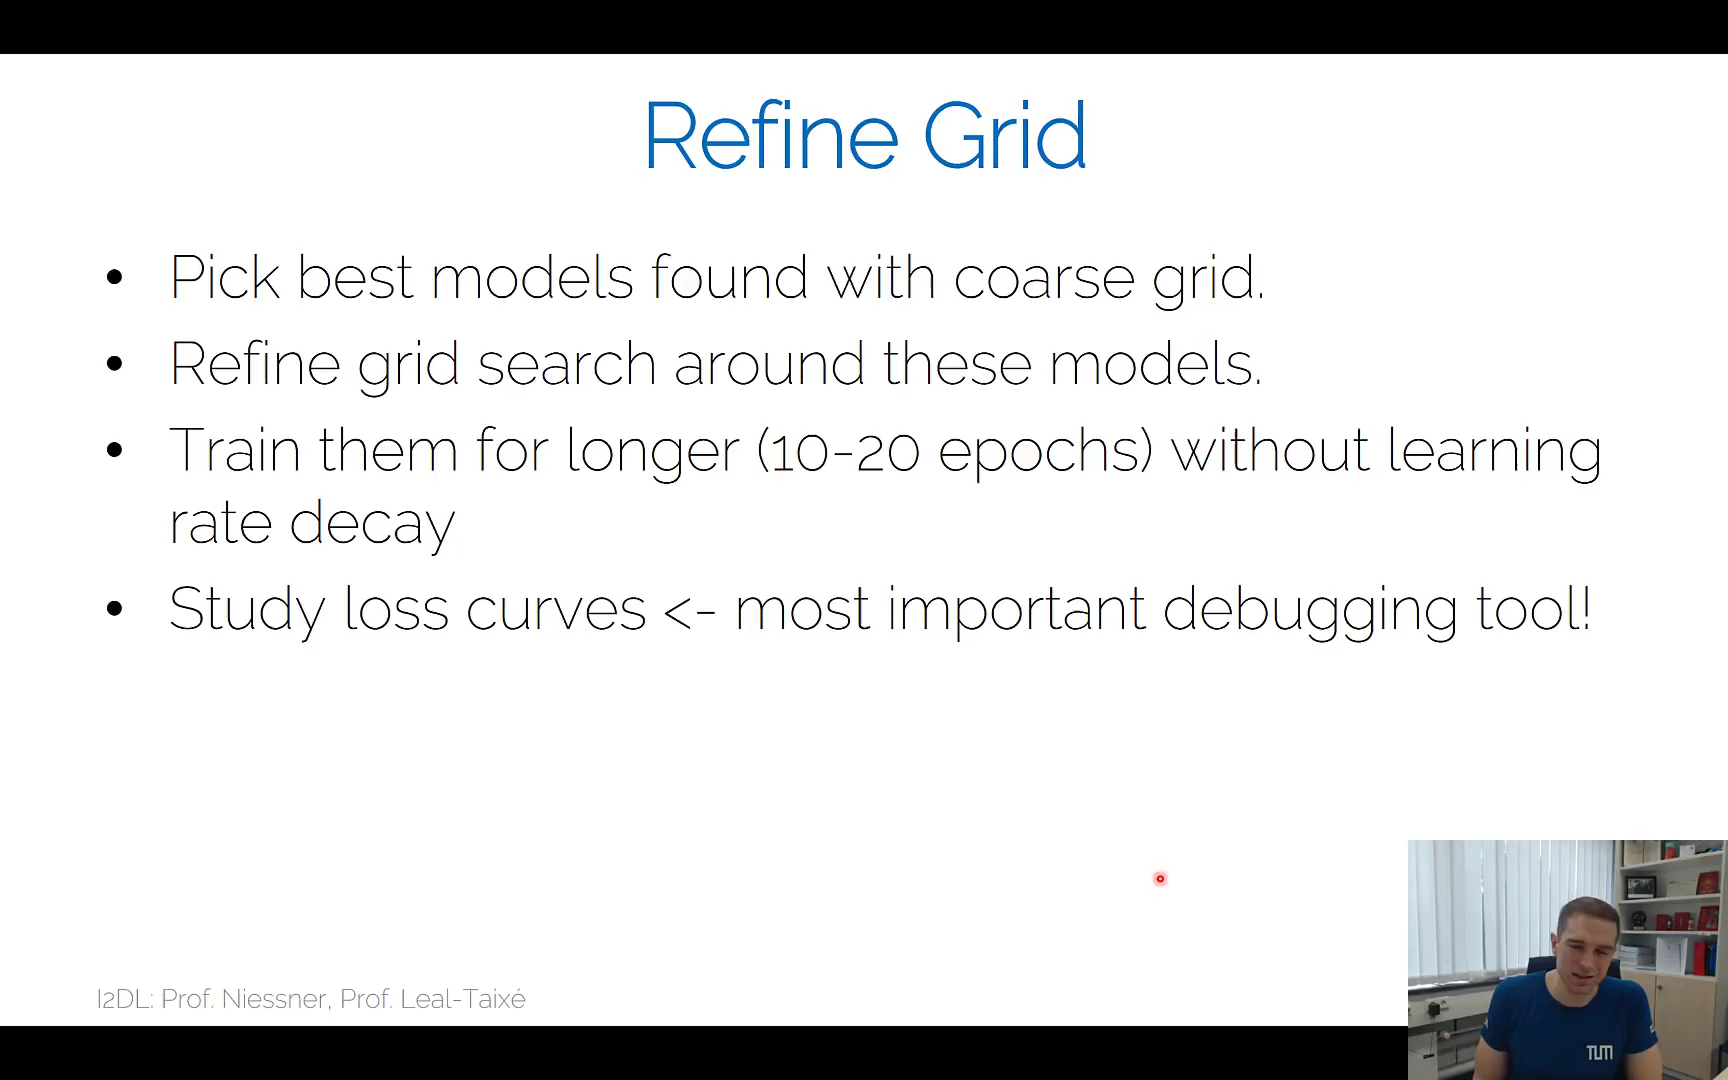 Refine Grid
• Pick best models found with coarse grid.
• Refine grid search around these models.
• Train them for longer (10-20 epochs) without learning
rate decay
• Study loss curves <- most important debugging tool!
I2DL: Prof. Niessner, Prof. Leal-Taixé
TUM